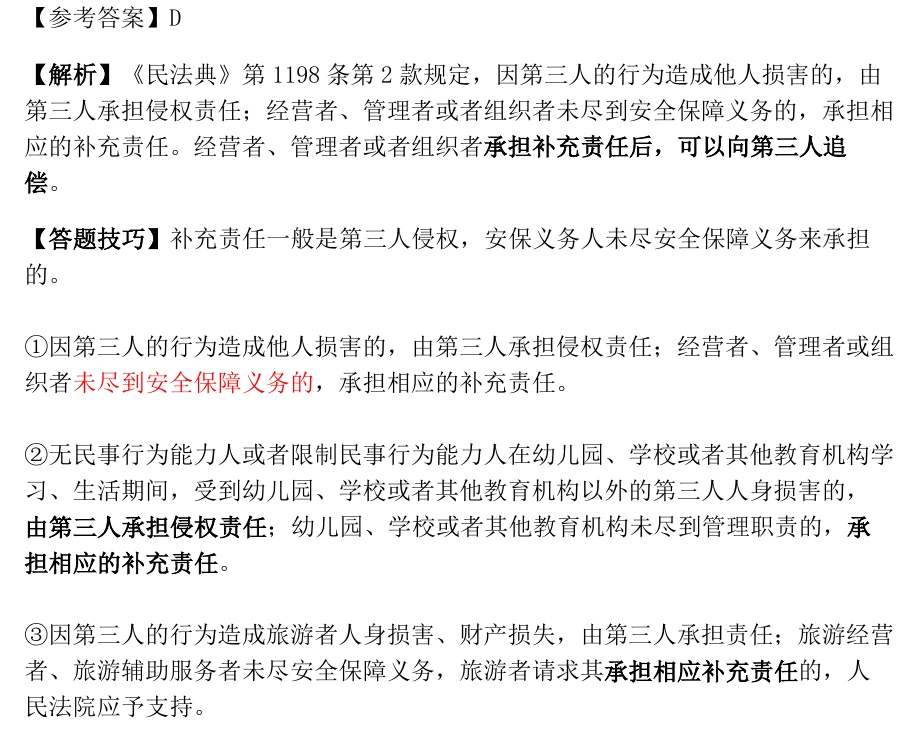 【参考答案】D
【解析】《民法典》第 1198 条第 2 款规定，因第三人的行为造成他人损害的，由
第三人承担侵权责任；经营者、管理者或者组织者未尽到安全保障义务的，承担相
应的补充责任。经营者、管理者或者组织者承担补充责任后，可以向第三人追
偿。
【答题技巧】补充责任一般是第三人侵权，安保义务人未尽安全保障义务来承担
的。
①因第三人的行为造成他人损害的，由第三人承担侵权责任；经营者、管理者或组
织者未尽到安全保障义务的，承担相应的补充责任。
②无民事行为能力人或者限制民事行为能力人在幼儿园、学校或者其他教育机构学
习、生活期间，受到幼儿园、学校或者其他教育机构以外的第三人人身损害的，
由第三人承担侵权责任；幼儿园、学校或者其他教育机构未尽到管理职责的，承
担相应的补充责任。
③因第三人的行为造成旅游者人身损害、财产损失，由第三人承担责任；旅游经营
者、旅游辅助服务者未尽安全保障义务，旅游者请求其承担相应补充责任的，人
民法院应予支持。